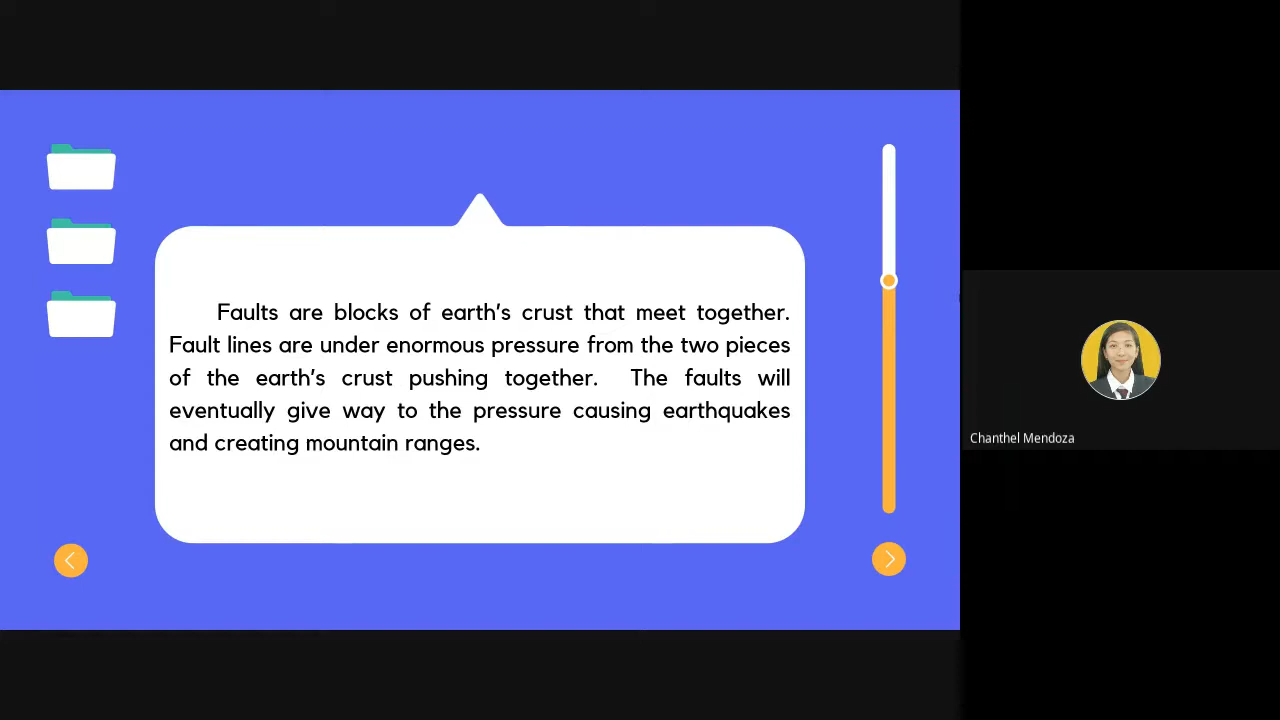 Faults are blocks of earth's crust that meet together.
Fault lines are under enormous pressure from the two pieces
of the earth's crust pushing together. The faults will
eventually give way to the pressure causing earthquakes
and creating mountain ranges.
Chanthel Mendoza